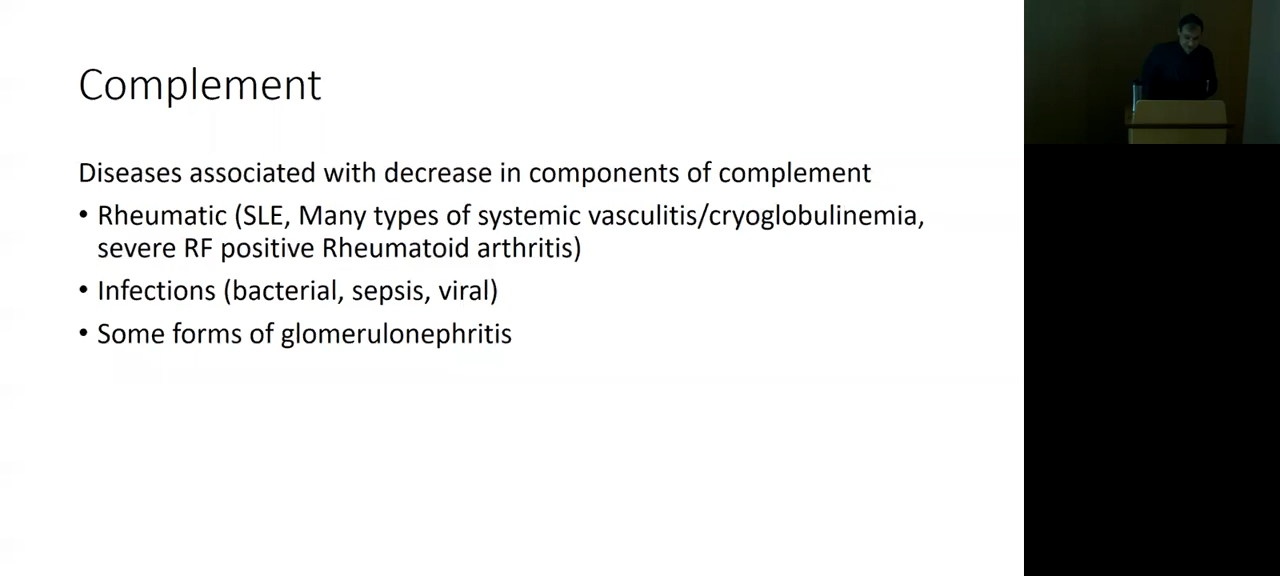 Complement
Diseases associated with decrease in components of complement
• Rheumatic (SLE, Many types of systemic vasculitis/cryoglobulinemia,
severe RF positive Rheumatoid arthritis)
• Infections (bacterial, sepsis, viral)
• Some forms of glomerulonephritis